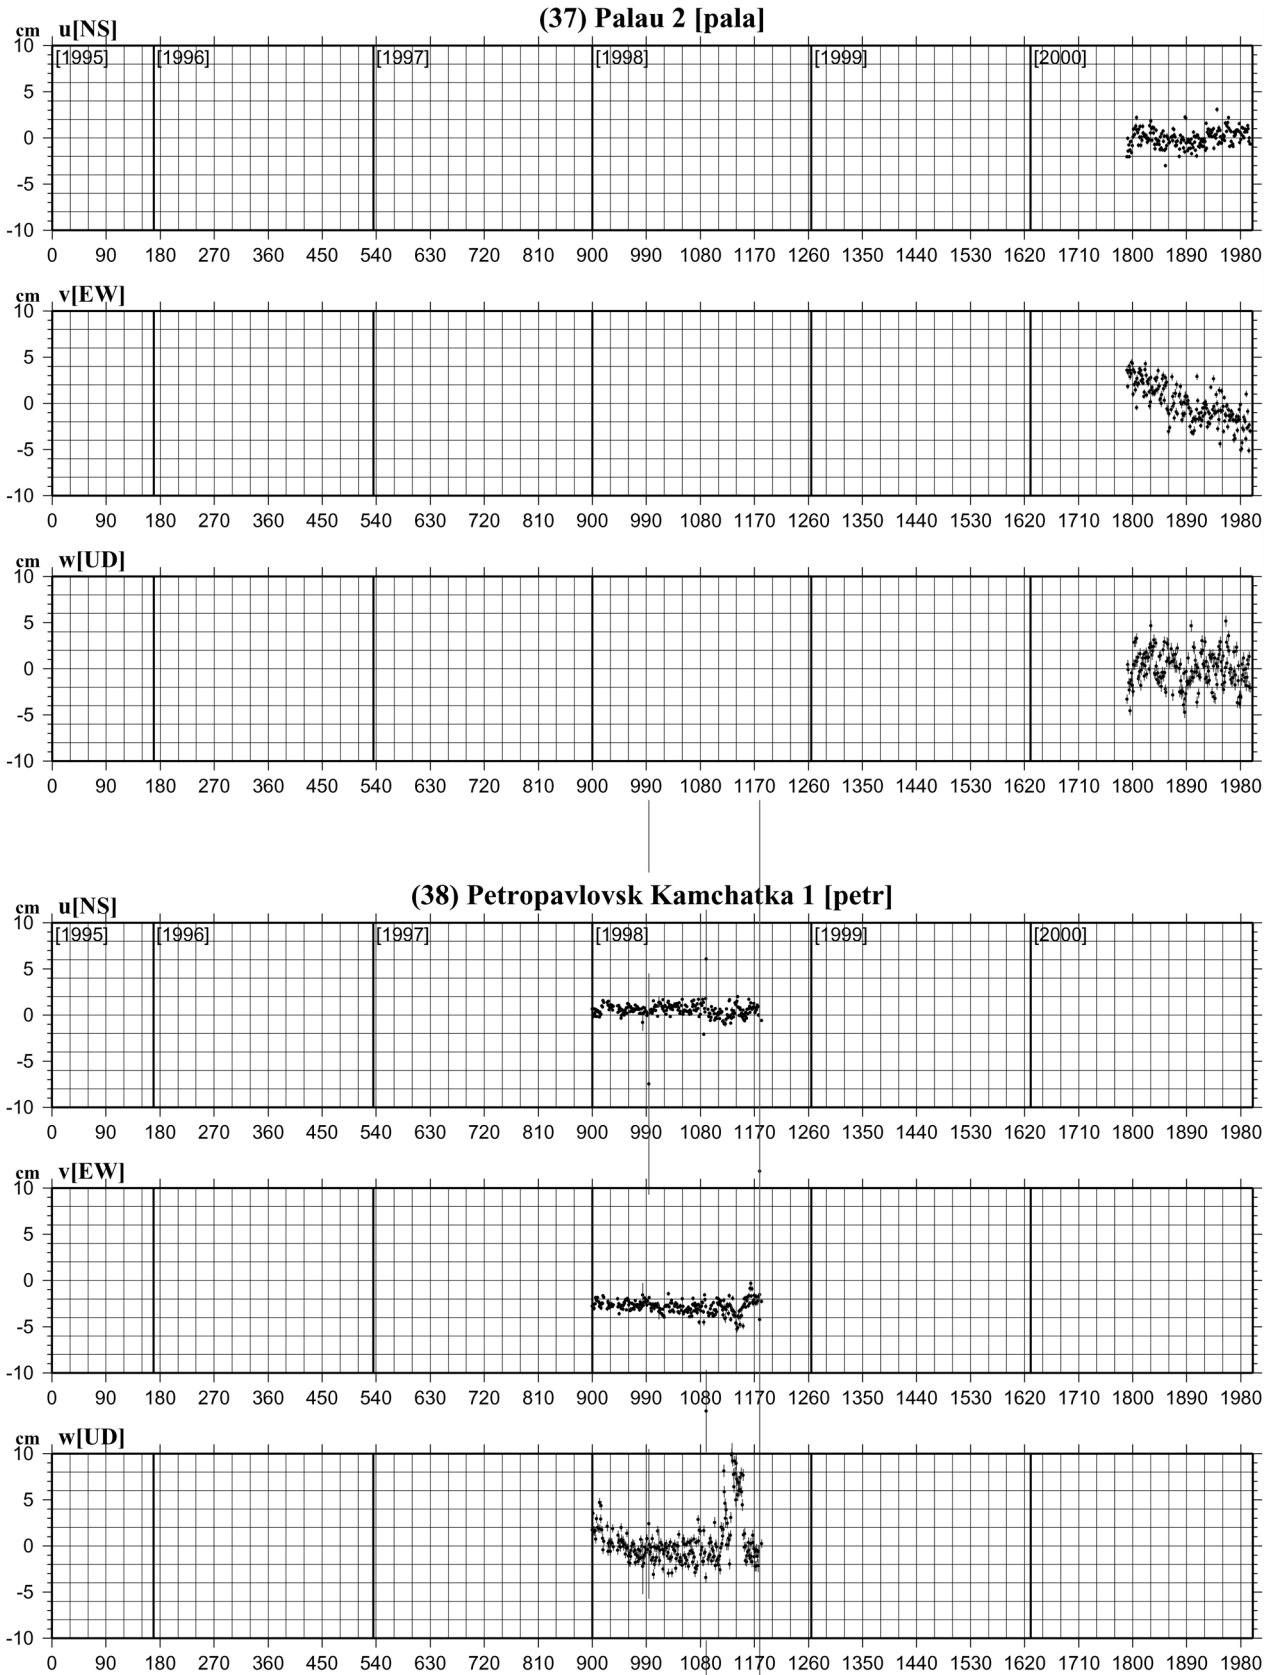 (37) Palau 2 [pala]
cm u[NS]
[1995] [1996] [1997] [1998] [1999] [2000]
10
5
0
-5
-10
0 90 180 270 360 450 540 630 720 810 900 990 1080 1170 1260 1350 1440 1530 1620 1710 1800 1890 1980
cm v[EW]
10
5
0
-5
-10
0 90 180 270 360 450 540 630 720 810 900 990 1080 1170 1260 1350 1440 1530 1620 1710 1800 1890 1980
cm w[UD]
10
5
0
-5
-10
0 90 180 270 360 450 540 630 720 810 900 990 1080 1170 1260 1350 1440 1530 1620 1710 1800 1890 1980
(38) Petropavlovsk Kamchatka 1 [petr]
cm u[NS]
[1995] [1996] [1997] [1998] [1999] [2000]
10
5
0
-5
-10
0 90 180 270 360 450 540 630 720 810 900 990 1080 1170 1260 1350 1440 1530 1620 1710 1800 1890 1980
cm v[EW]
10
5
0
-5
-10
0 90 180 270 360 450 540 630 720 810 900 990 1080 1170 1260 1350 1440 1530 1620 1710 1800 1890 1980
cm w[UD]
10
5
0
-5
-10
0 90 180 270 360 450 540 630 720 810 900 990 1080 1170 1260 1350 1440 1530 1620 1710 1800 1890 1980